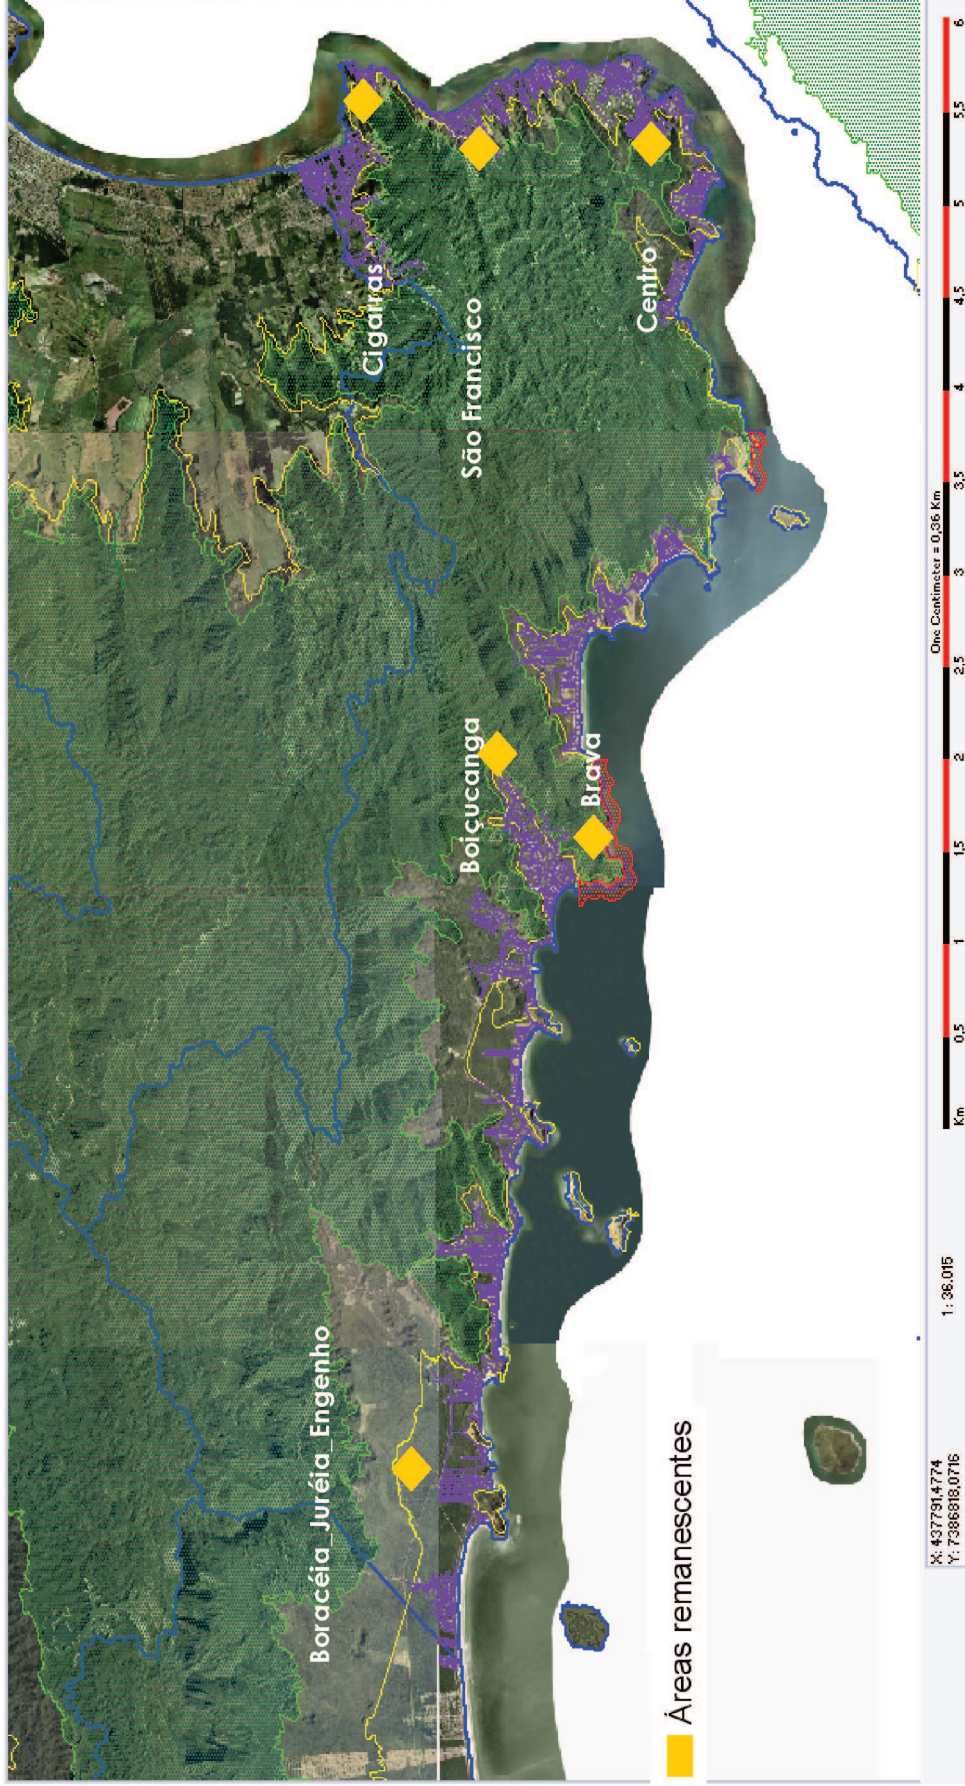 Boracéia_Juréia_Engenho
Boiçucanga
Brava
São Francisco
Cigarras
Centro
Áreas remanescentes
X: 437791,4774
Y: 7386818,0716
1: 36.015
One Centimeter = 0,36 Km
Km 0,5 1 1,5 2 2,5 3 3,5 4 4,5 5 5,5 6